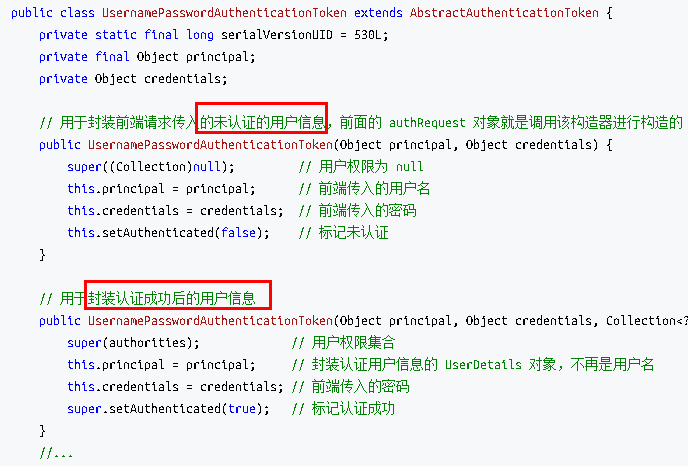 public class UsernamePasswordAuthenticationToken extends AbstractAuthenticationToken {
private static final long serialVersionUID = 530L;
private final Object principal;
private Object credentials;
// 用于封装前端请求传入的未认证的用户信息，前面的 authRequest 对象就是调用该构造器进行构造的
public UsernamePasswordAuthenticationToken(Object principal, Object credentials) {
super((Collection)null); // 用户权限为 null
this.principal = principal; // 前端传入的用户名
this.credentials = credentials; // 前端传入的密码
this.setAuthenticated(false); // 标记未认证
}
// 用于封装认证成功后的用户信息
public UsernamePasswordAuthenticationToken(Object principal, Object credentials, Collection<?
super(authorities); // 用户权限集合
this.principal = principal; // 封装认证用户信息的 UserDetails 对象，不再是用户名
this.credentials = credentials; // 前端传入的密码
super.setAuthenticated(true); // 标记认证成功
}
//...